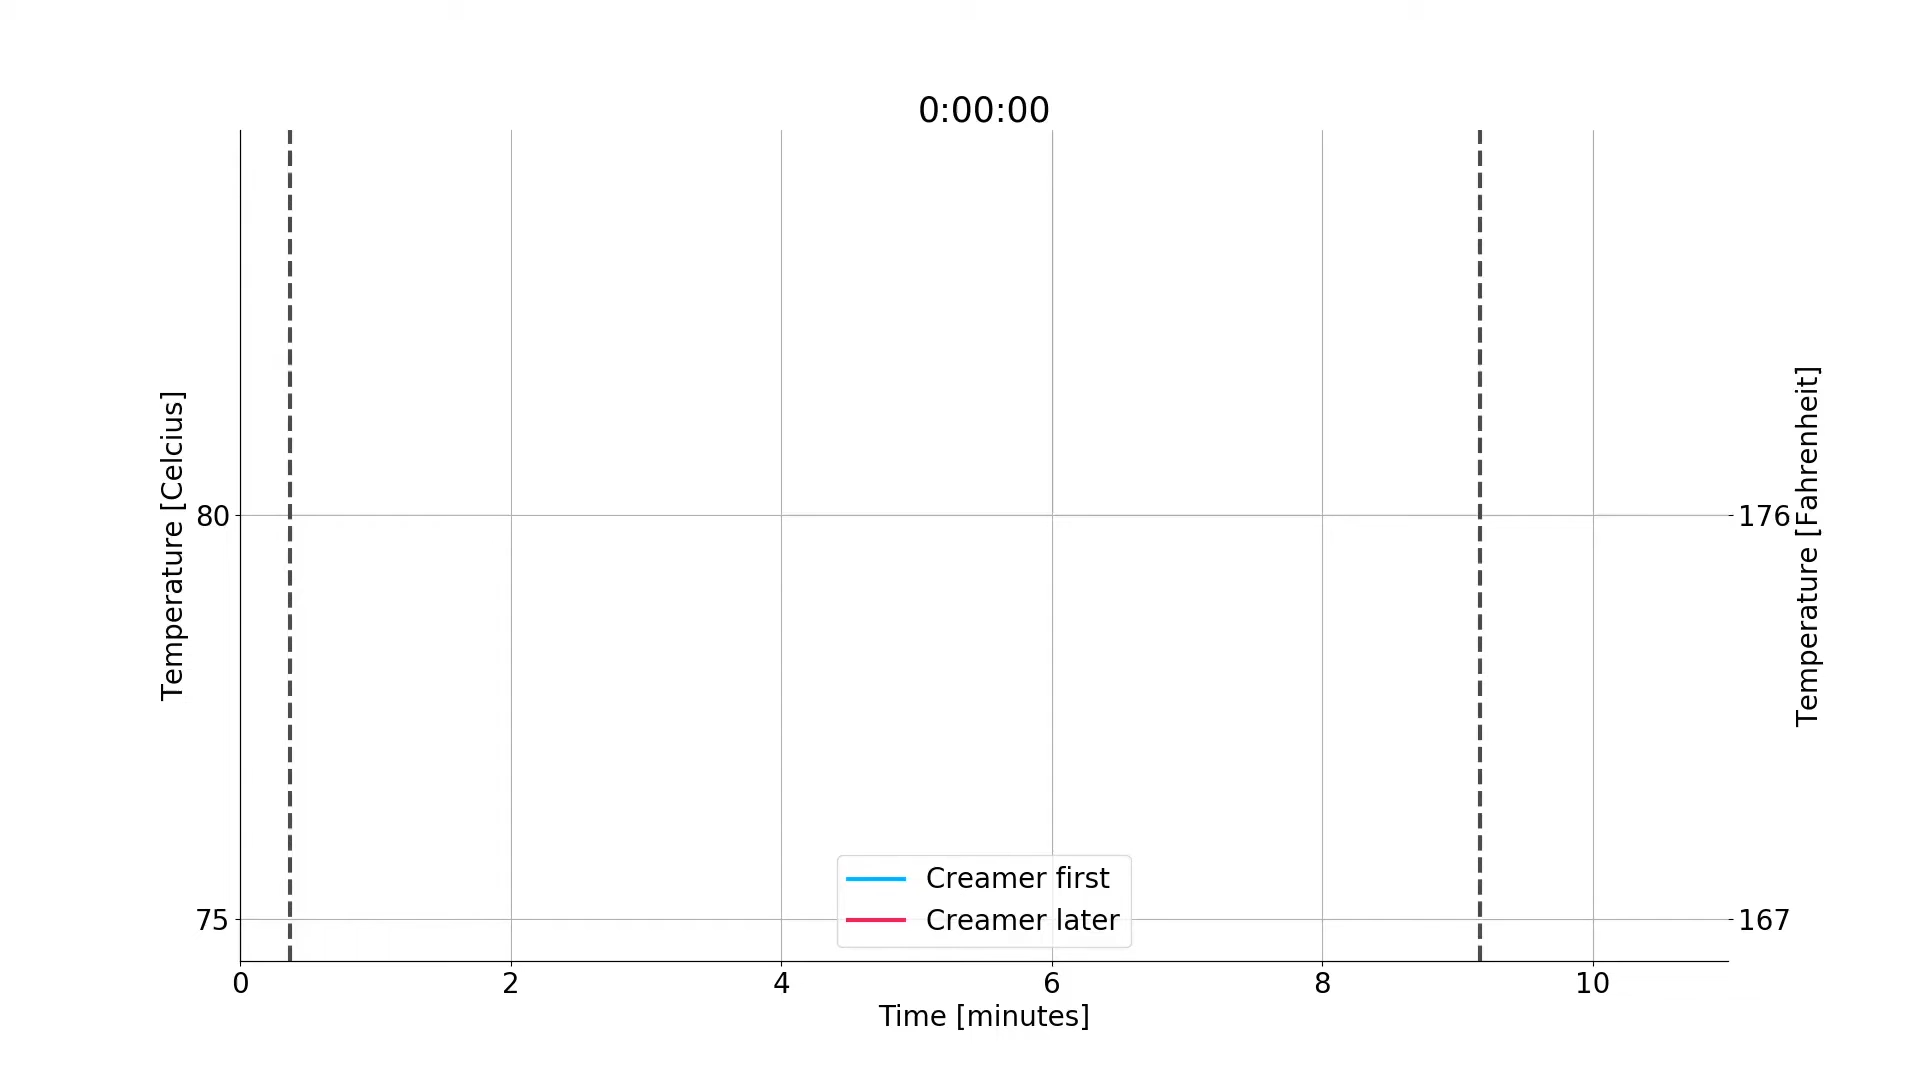 0:00:00
Temperature [Celcius]
80
75
176
167
Temperature [Fahrenheit]
Creamer first
Creamer later
0 2 4 6 8 10
Time [minutes]